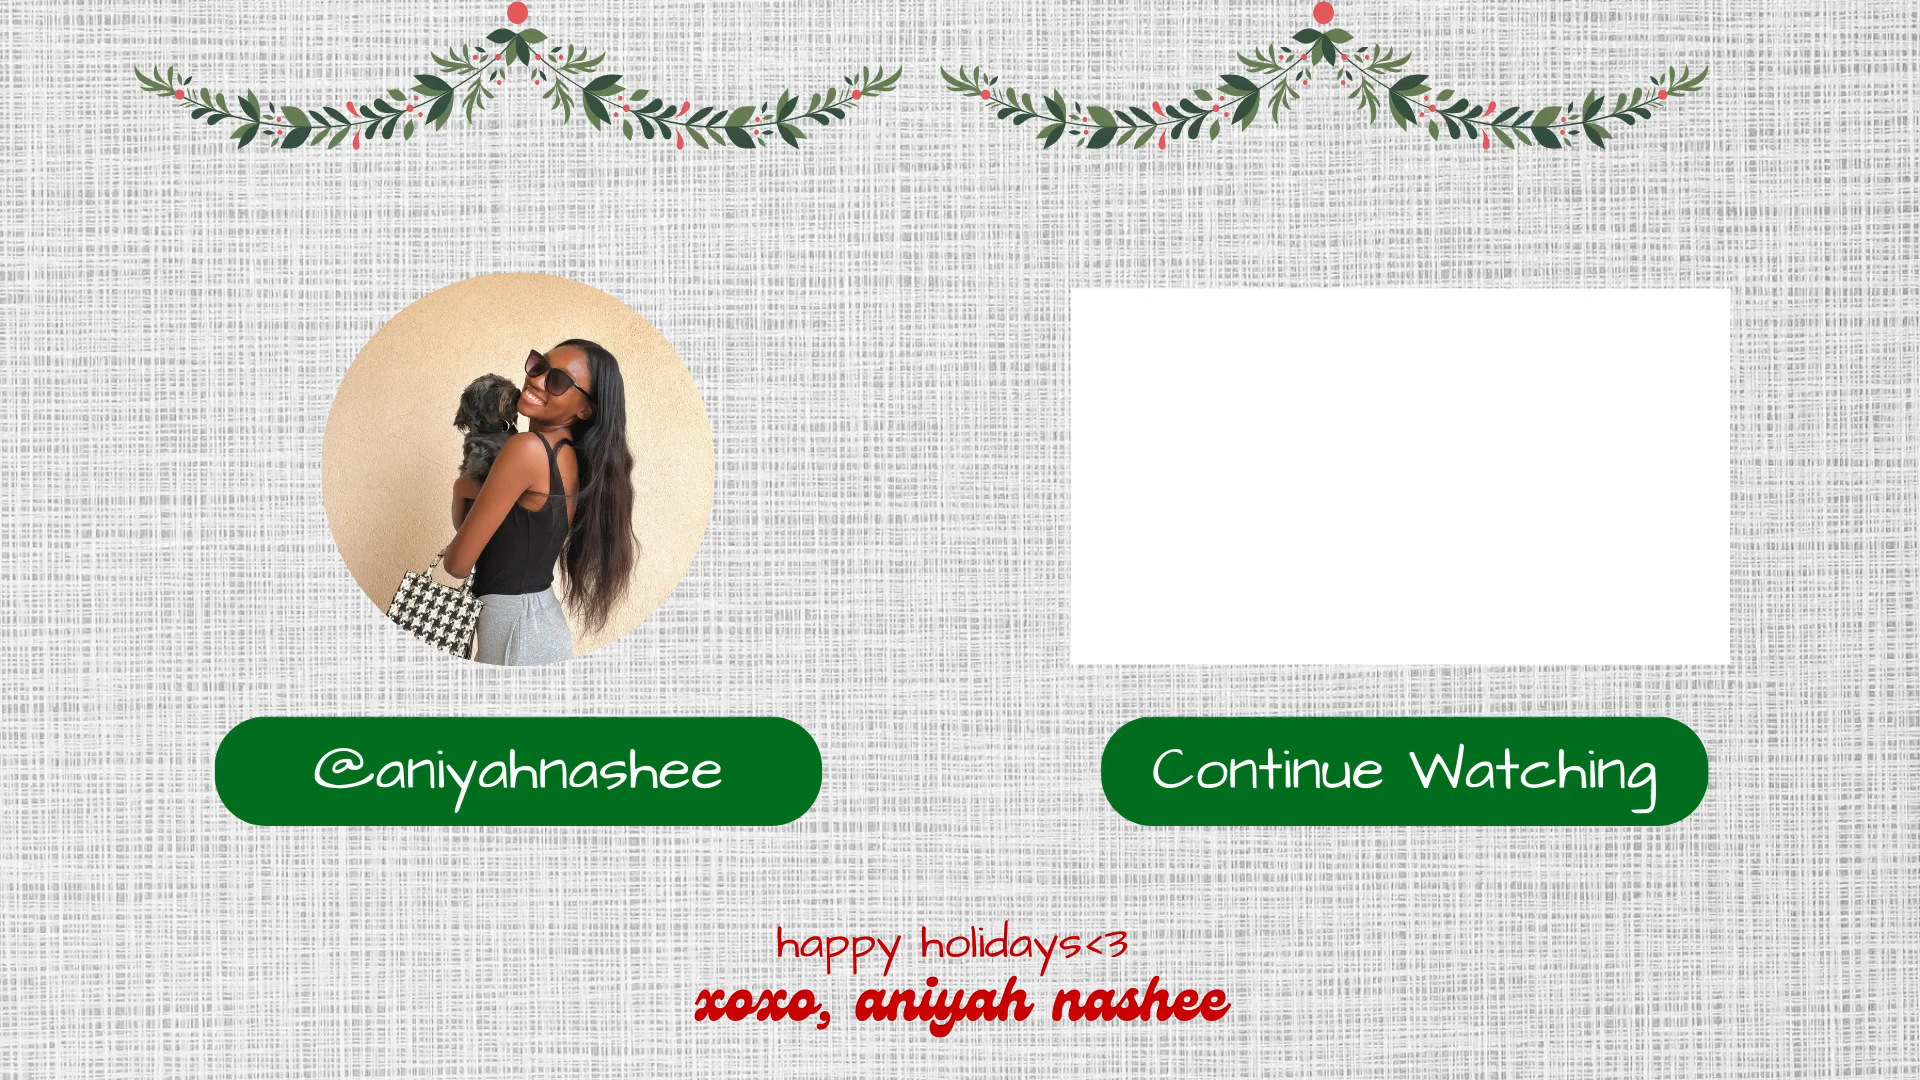 @aniyahnashee
Continue Watching
happy holidays<3
xoxo, aniyah nashee